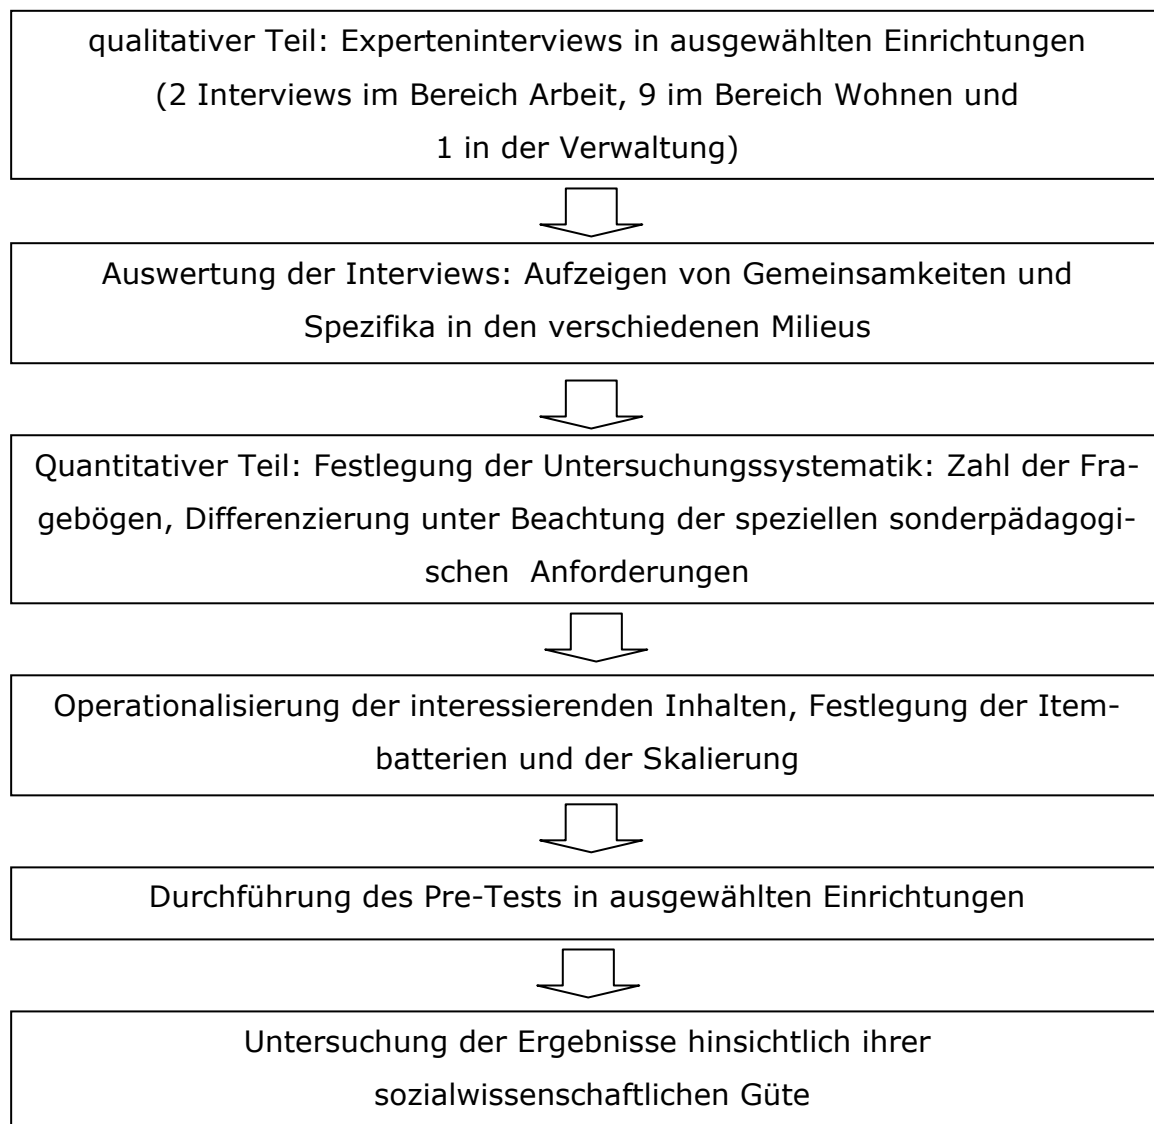 qualitativer Teil: Experteninterviews in ausgewählten Einrichtungen
(2 Interviews im Bereich Arbeit, 9 im Bereich Wohnen und
1 in der Verwaltung)
Auswertung der Interviews: Aufzeigen von Gemeinsamkeiten und
Spezifika in den verschiedenen Milieus
Quantitativer Teil: Festlegung der Untersuchungssystematik: Zahl der Fra-
gebögen, Differenzierung unter Beachtung der speziellen sonderpädagogi-
schen  Anforderungen
Operationalisierung der interessierenden Inhalten, Festlegung der Item-
batterien und der Skalierung
Durchführung des Pre-Tests in ausgewählten Einrichtungen
Untersuchung der Ergebnisse hinsichtlich ihrer
sozialwissenschaftlichen Güte